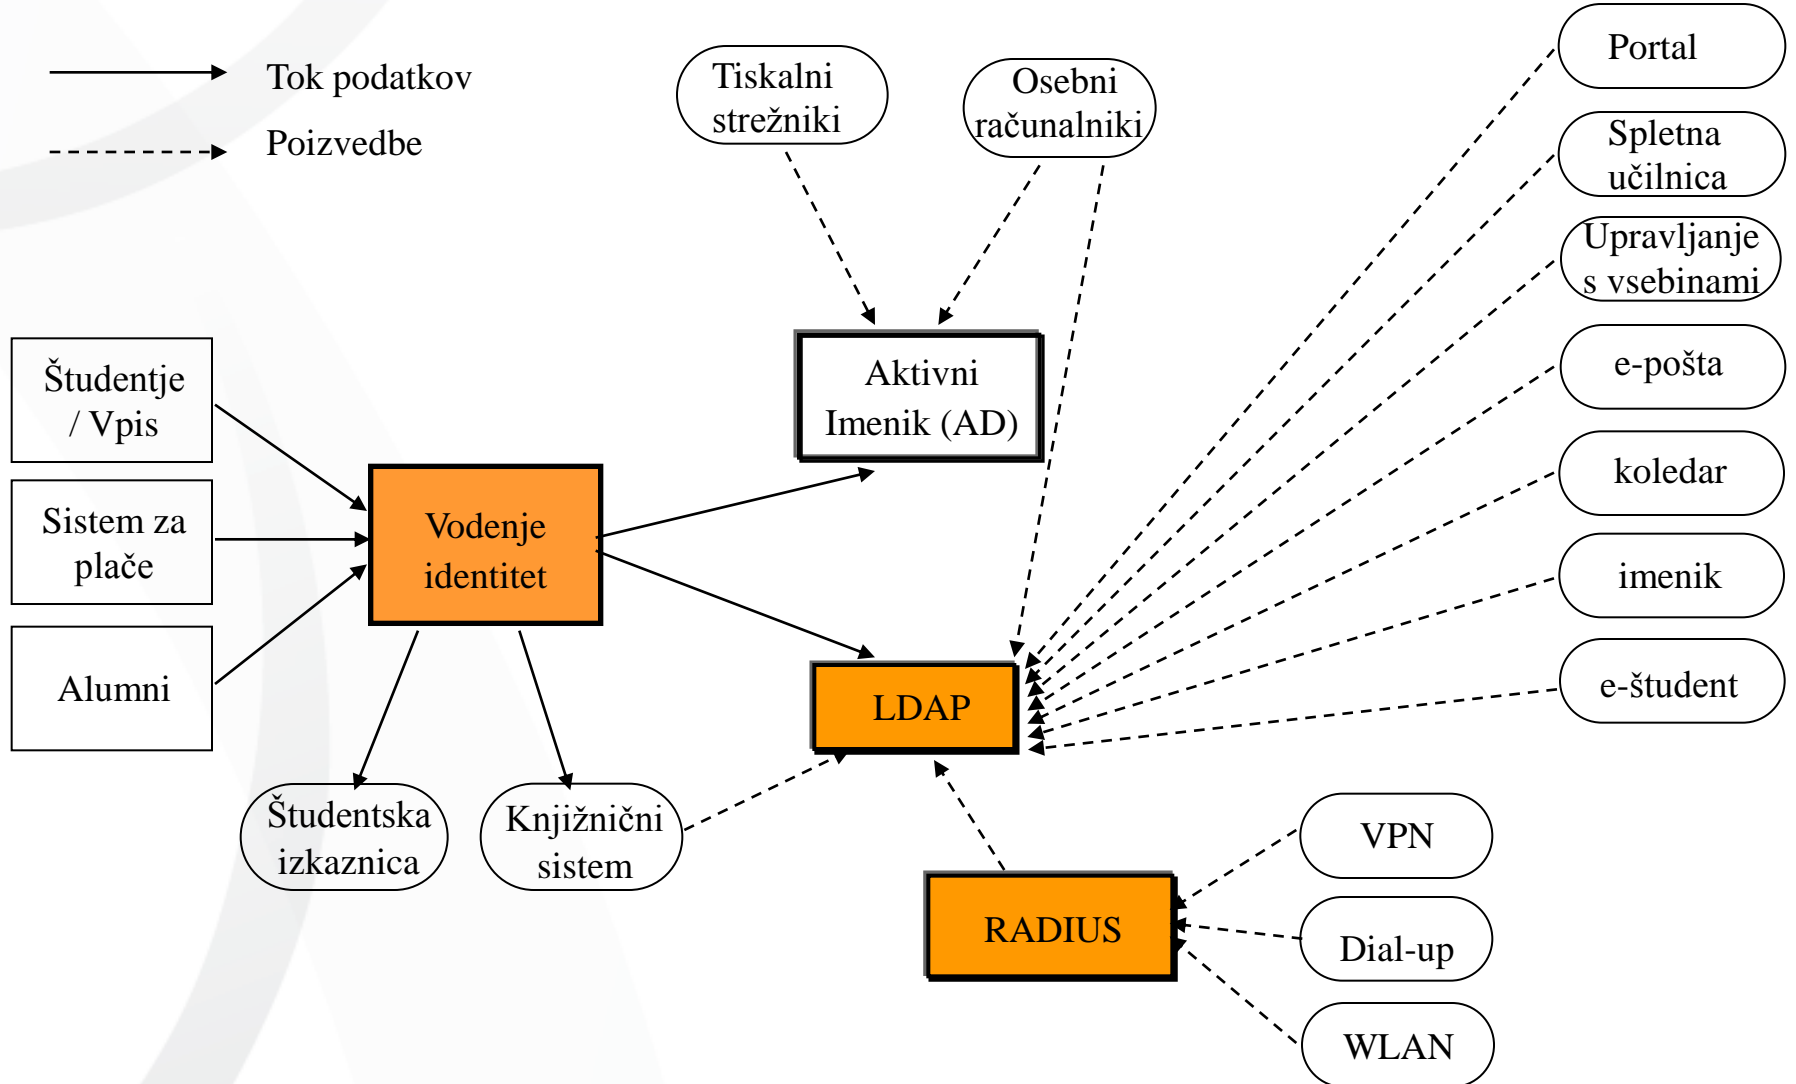 Tok podatkov
Poizvedbe
Tiskalni
strežniki
Osebni
računalniki
Portal
Spletna
učilnica
Upravljanje
s vsebinami
e-pošta
koledar
imenik
e-študent
Aktivni
Imenik (AD)
Študentje
/ Vpis
Sistem za
plače
Alumni
Vodenje
identitet
LDAP
Študentska
izkaznica
Knjižnični
sistem
RADIUS
VPN
Dial-up
WLAN